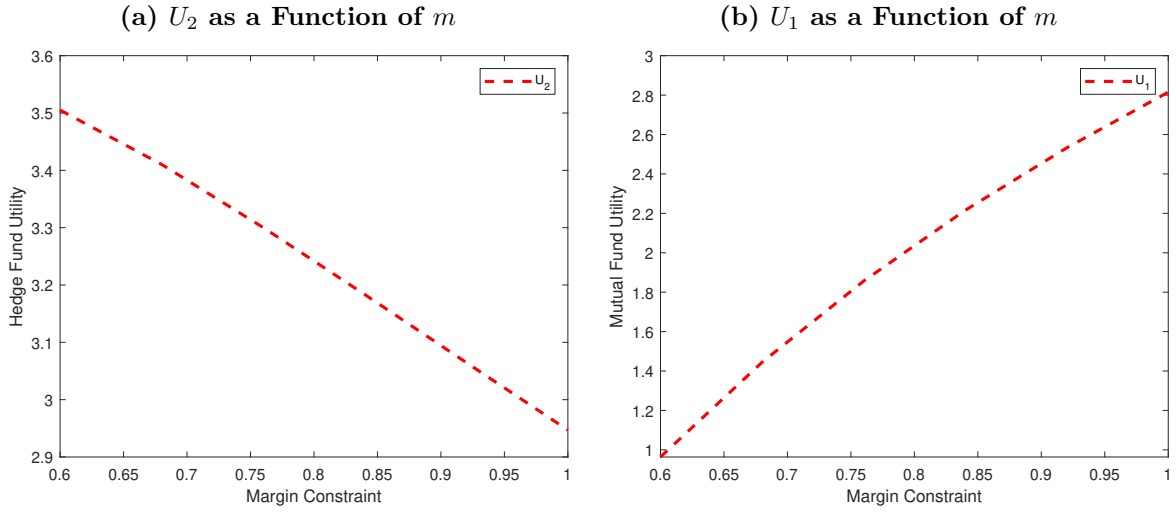 (a) U₂ as a Function of m
3.6
3.5
3.4
3.3
3.2
3.1
3
2.9
Hedge Fund Utility
U₂
0.6 0.65 0.7 0.75 0.8 0.85 0.9 0.95 1
Margin Constraint
(b) U₁ as a Function of m
3
2.8
2.6
2.4
2.2
2
1.8
1.6
1.4
1.2
1
Mutual Fund Utility
U₁
0.6 0.65 0.7 0.75 0.8 0.85 0.9 0.95 1
Margin Constraint